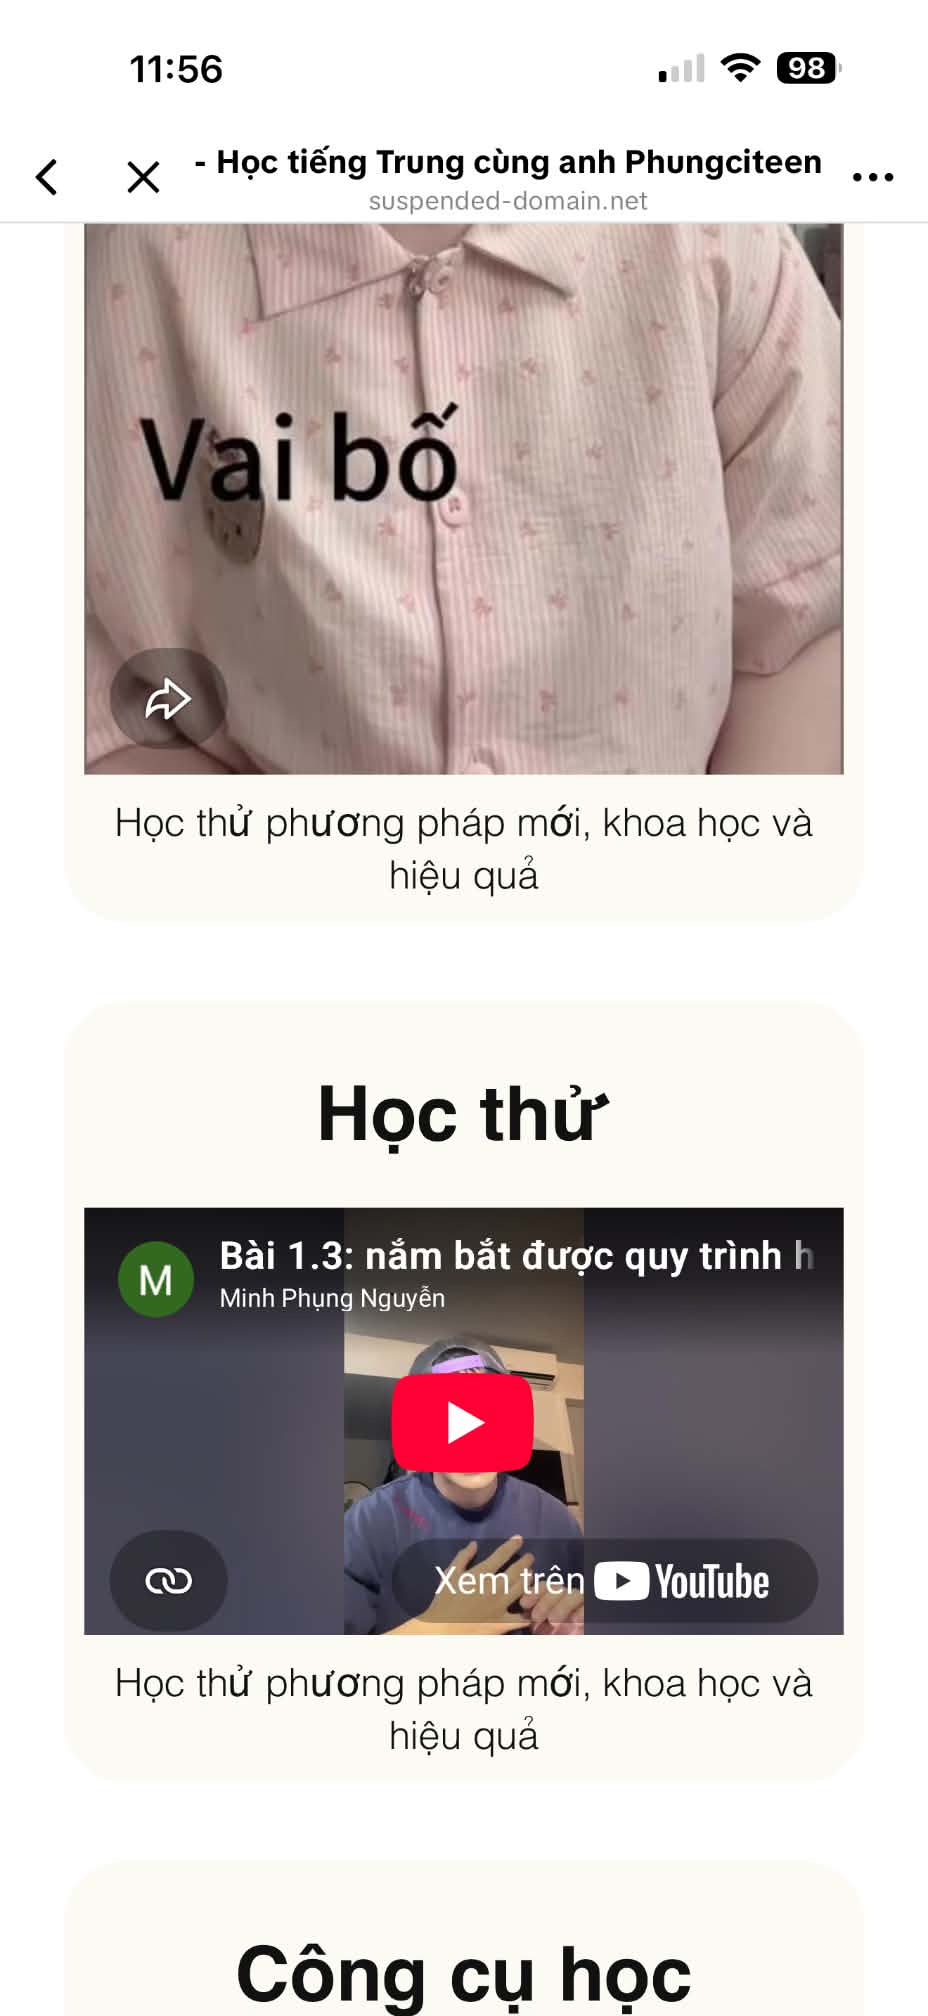 11:56
98
- Học tiếng Trung cùng anh Phungciteen
suspended-domain.net
Vai bố
Học thử phương pháp mới, khoa học và
hiệu quả
Học thử
M
Bài 1.3: nắm bắt được quy trình h
Minh Phụng Nguyễn
Xem trên YouTube
Học thử phương pháp mới, khoa học và
hiệu quả
Công cụ học